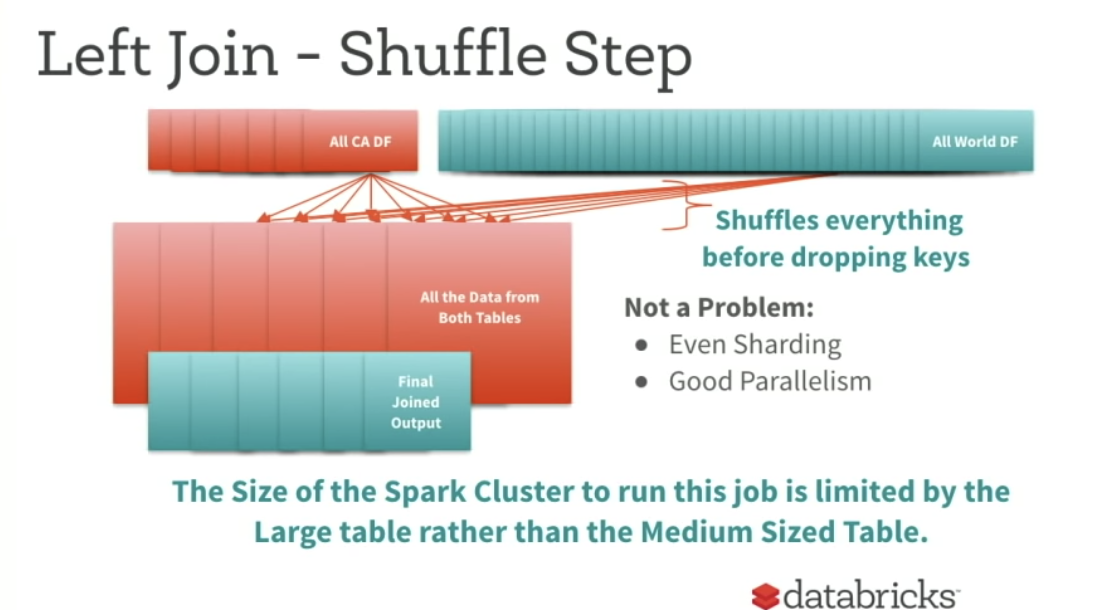 Left Join - Shuffle Step
All CA DF
All World DF
Shuffles everything
before dropping keys
All the Data from
Both Tables
Not a Problem:
● Even Sharding
● Good Parallelism
Final
Joined
Output
The Size of the Spark Cluster to run this job is limited by the
Large table rather than the Medium Sized Table.
databricks